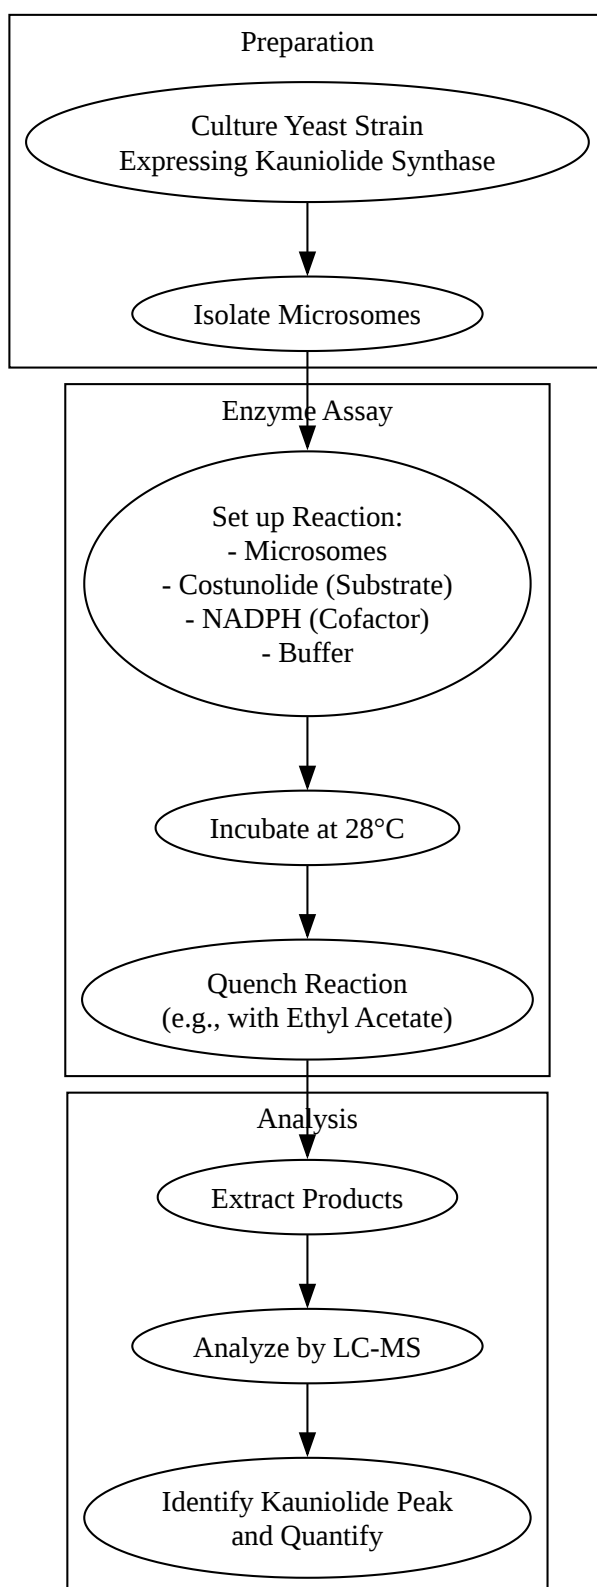 Preparation
Culture Yeast Strain
Expressing Kauniolide Synthase
Isolate Microsomes
Enzyme Assay
Set up Reaction:
- Microsomes
- Costunolide (Substrate)
- NADPH (Cofactor)
- Buffer
Incubate at 28°C
Quench Reaction
(e.g., with Ethyl Acetate)
Analysis
Extract Products
Analyze by LC-MS
Identify Kauniolide Peak
and Quantify